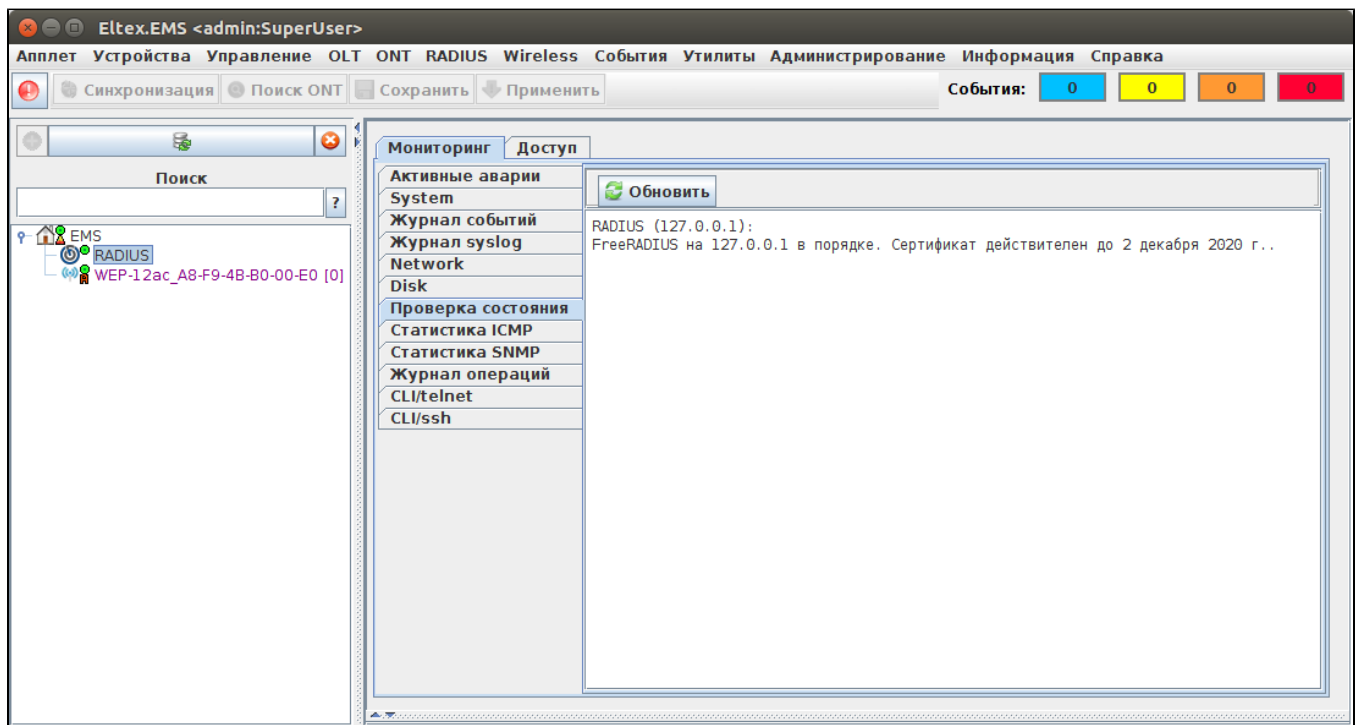 Eltex.EMS <admin:SuperUser>
Апплет Устройства Управление OLT ONT RADIUS Wireless События Утилиты Администрирование Информация Справка
Синхронизация Поиск ONT Сохранить Применить События: 0 0 0 0
Поиск
?
EMS
RADIUS
WEP-12ac_A8-F9-4B-B0-00-E0 [0]
Мониторинг Доступ
Активные аварии
System
Журнал событий
Журнал syslog
Network
Disk
Проверка состояния
Статистика ICMP
Статистика SNMP
Журнал операций
CLI/telnet
CLI/ssh
Обновить
RADIUS (127.0.0.1):
FreeRADIUS на 127.0.0.1 в порядке. Сертификат действителен до 2 декабря 2020 г..